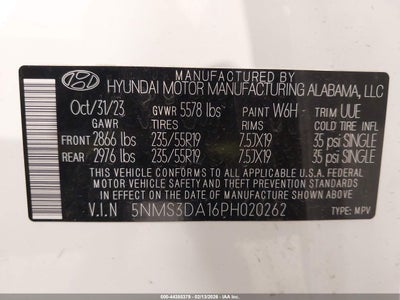 HYUNDAI
BY HYUNDAI MOTOR MANUFACTURING ALABAMA, LLC
Oct/31/23 GVWR 5578 lbs PAINT W6H TRIM UUE
GAWR TIRES RIMS COLD TIRE INFL.
FRONT 2866 lbs 235/55R19 7.5JX19 35 psi SINGLE
REAR 2976 lbs 235/55R19 7.5JX19 35 psi SINGLE
THIS VEHICLE CONFORMS TO ALL APPLICABLE U.S.A. FEDERAL
MOTOR VEHICLE SAFETY AND BUMPER STANDARDS
IN EFFECT ON THE DATE OF MANUFACTURE SHOWN ABOVE.
V.I.N 5NMS3DA16PH020262 TYPE: MPV